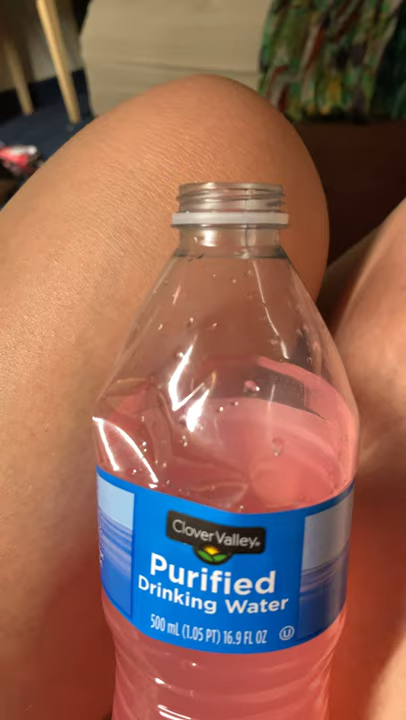 Clover Valley®
Purified
Drinking Water
500 mL (1.05 PT) 16.9 FL OZ Ⓤ